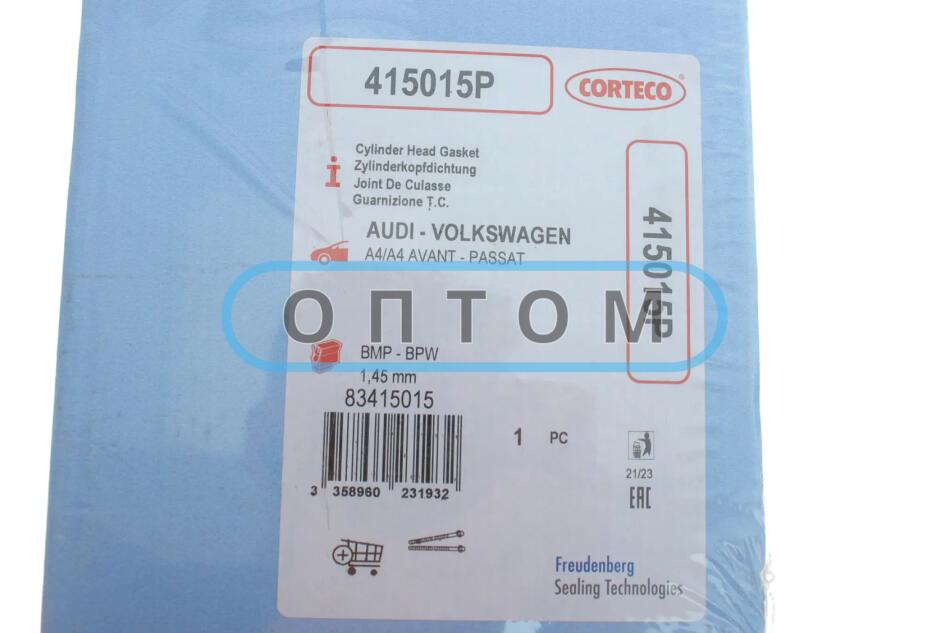 415015P
CORTECO®
Cylinder Head Gasket
Zylinderkopfdichtung
Joint De Culasse
Guarnizione T.C.
415015P
AUDI - VOLKSWAGEN
A4/A4 AVANT - PASSAT
ОПТОМ
BMP - BPW
1,45 mm
83415015
1 PC
3 358960 231932
21/23
EAC
Freudenberg
Sealing Technologies